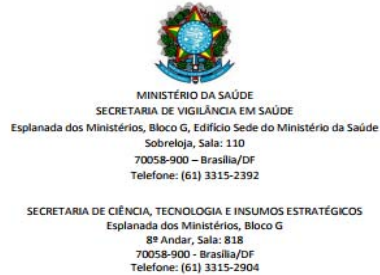 MINISTÉRIO DA SAÚDE
SECRETARIA DE VIGILÂNCIA EM SAÚDE
Esplanada dos Ministérios, Bloco G, Edifício Sede do Ministério da Saúde
Sobreloja, Sala: 110
70058-900 – Brasília/DF
Telefone: (61) 3315-2392
SECRETARIA DE CIÊNCIA, TECNOLOGIA E INSUMOS ESTRATÉGICOS
Esplanada dos Ministérios, Bloco G
8º Andar, Sala: 818
70058-900 - Brasília/DF
Telefone: (61) 3315-2904